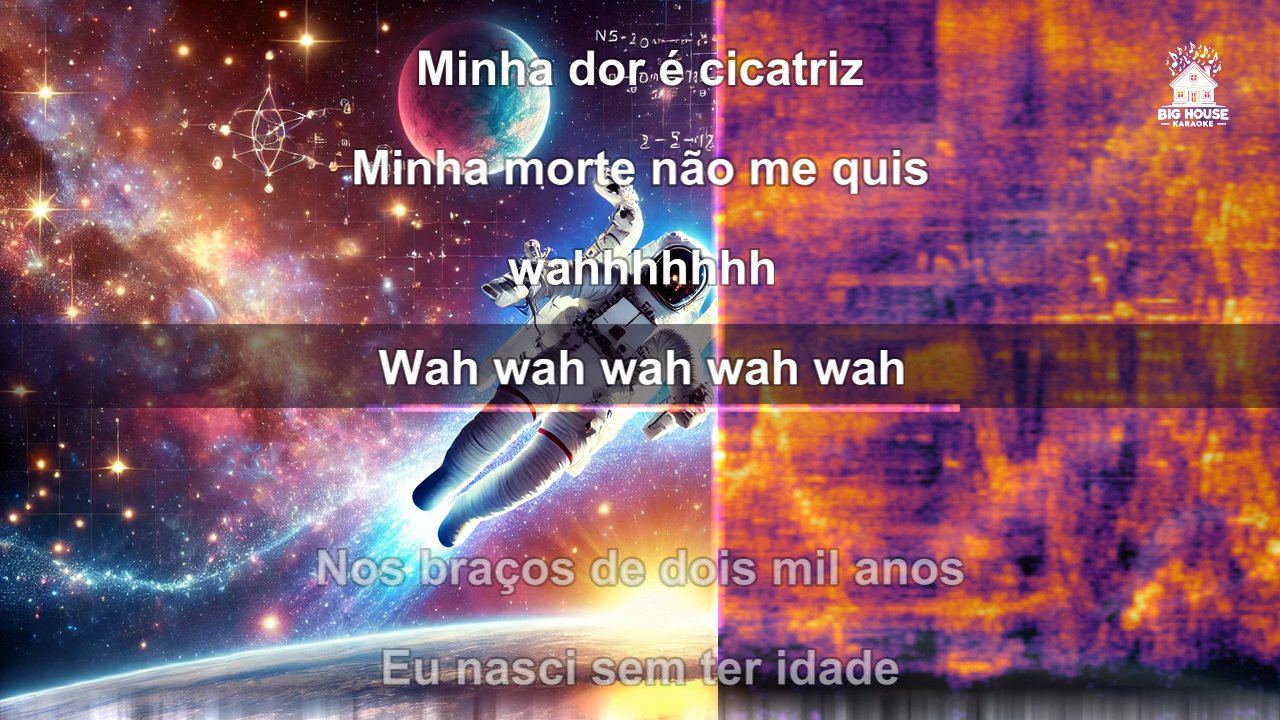 Minha dor é cicatriz
Minha morte não me quis
wahhhhhhh
Wah wah wah wah wah
Nos braços de dois mil anos
Eu nasci sem ter idade
BIG HOUSE
KARAOKE